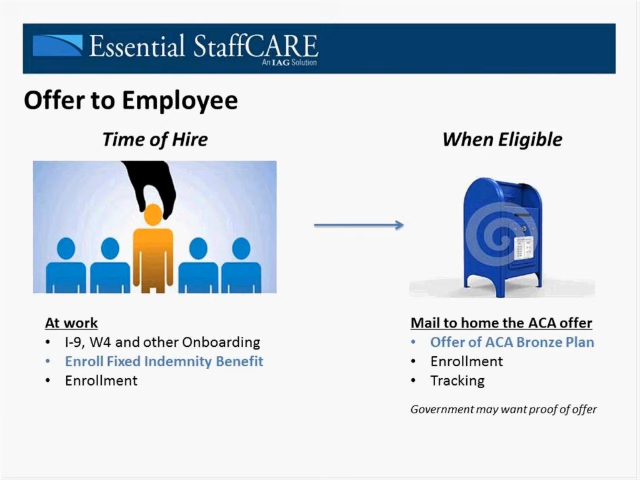 Essential StaffCARE
An IAG Solution
Offer to Employee
Time of Hire
When Eligible
At work
• I-9, W4 and other Onboarding
• Enroll Fixed Indemnity Benefit
• Enrollment
Mail to home the ACA offer
• Offer of ACA Bronze Plan
• Enrollment
• Tracking
Government may want proof of offer